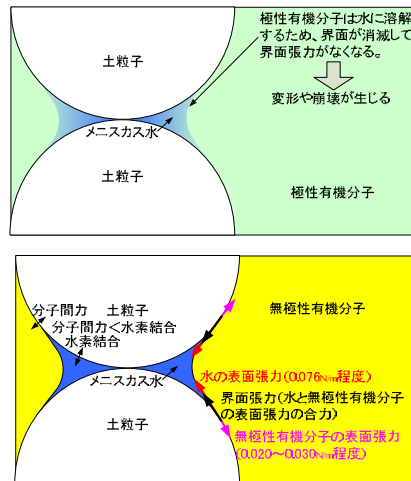 極性有機分子は水に溶解
するため、界面が消滅して
界面張力がなくなる。
土粒子
変形や崩壊が生じる
メニスカス水
土粒子
極性有機分子
分子間力
土粒子
無極性有機分子
分子間力<水素結合
水素結合
メニスカス水
水の表面張力(0.076N/m程度)
界面張力(水と無極性有機分子
の表面張力の合力)
土粒子
無極性有機分子の表面張力
(0.020~0.030N/m程度)